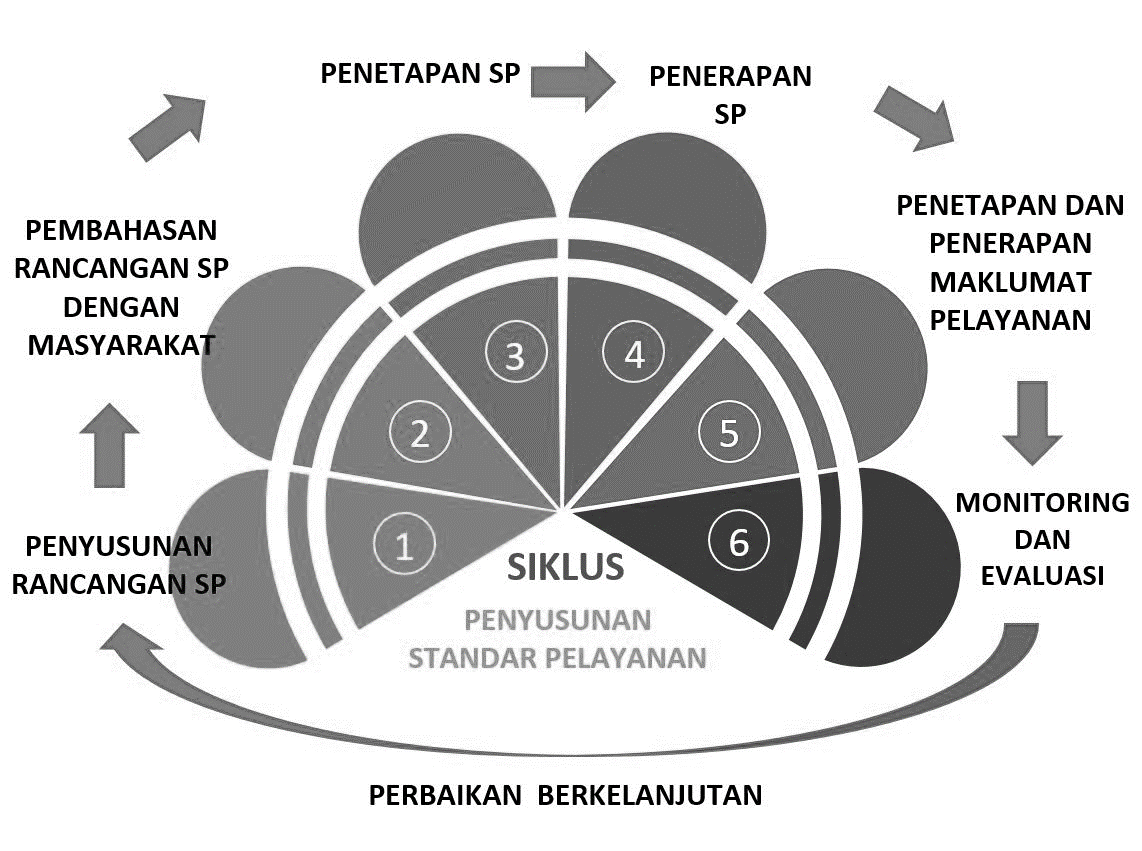 PENETAPAN SP
PENERAPAN
SP
PEMBAHASAN
RANCANGAN SP
DENGAN
MASYARAKAT
PENETAPAN DAN
PENERAPAN
MAKLUMAT
PELAYANAN
3
4
2
5
1
6
PENYUSUNAN
RANCANGAN SP
MONITORING
DAN
EVALUASI
SIKLUS
PENYUSUNAN
STANDAR PELAYANAN
PERBAIKAN BERKELANJUTAN